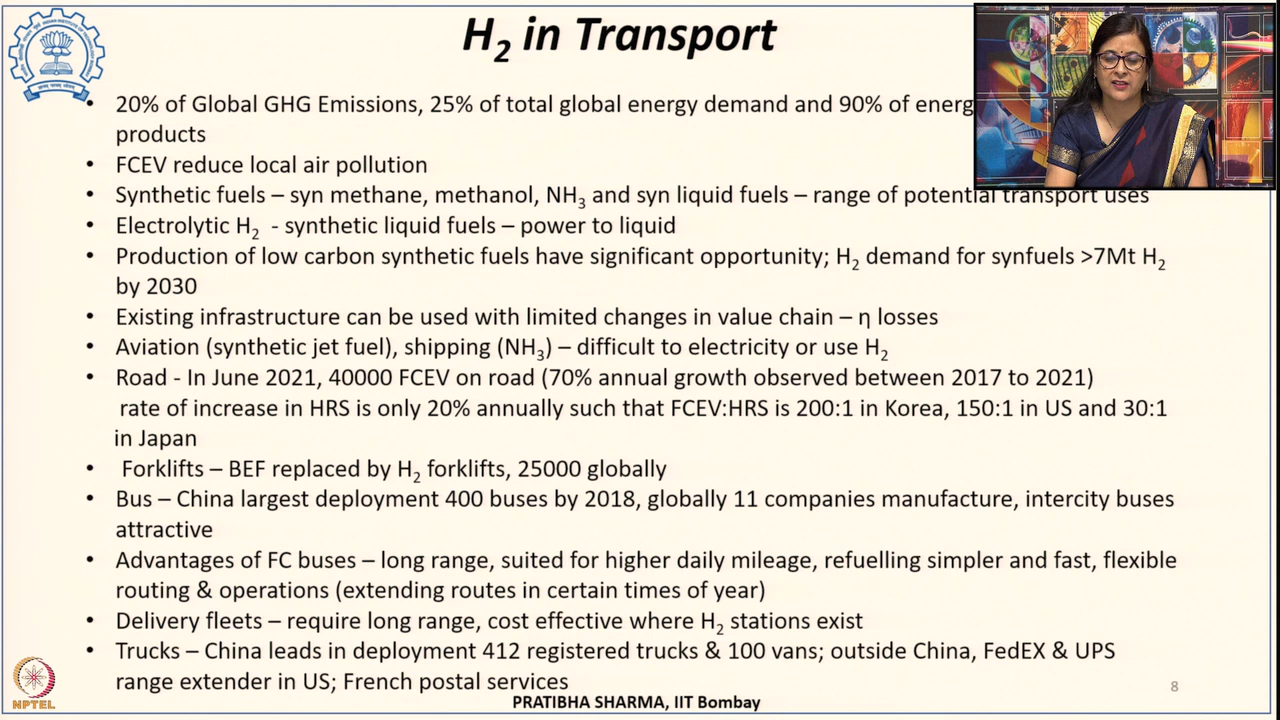 H2 in Transport
• 20% of Global GHG Emissions, 25% of total global energy demand and 90% of energ
products
• FCEV reduce local air pollution
• Synthetic fuels – syn methane, methanol, NH3 and syn liquid fuels – range of potential transport uses
• Electrolytic H2 - synthetic liquid fuels – power to liquid
• Production of low carbon synthetic fuels have significant opportunity; H2 demand for synfuels >7Mt H2
by 2030
• Existing infrastructure can be used with limited changes in value chain – η losses
• Aviation (synthetic jet fuel), shipping (NH3) – difficult to electricity or use H2
• Road - In June 2021, 40000 FCEV on road (70% annual growth observed between 2017 to 2021)
rate of increase in HRS is only 20% annually such that FCEV:HRS is 200:1 in Korea, 150:1 in US and 30:1
in Japan
• Forklifts – BEF replaced by H2 forklifts, 25000 globally
• Bus – China largest deployment 400 buses by 2018, globally 11 companies manufacture, intercity buses
attractive
• Advantages of FC buses – long range, suited for higher daily mileage, refuelling simpler and fast, flexible
routing & operations (extending routes in certain times of year)
• Delivery fleets – require long range, cost effective where H2 stations exist
• Trucks – China leads in deployment 412 registered trucks & 100 vans; outside China, FedEX & UPS
range extender in US; French postal services
8
PRATIBHA SHARMA, IIT Bombay
NPTEL